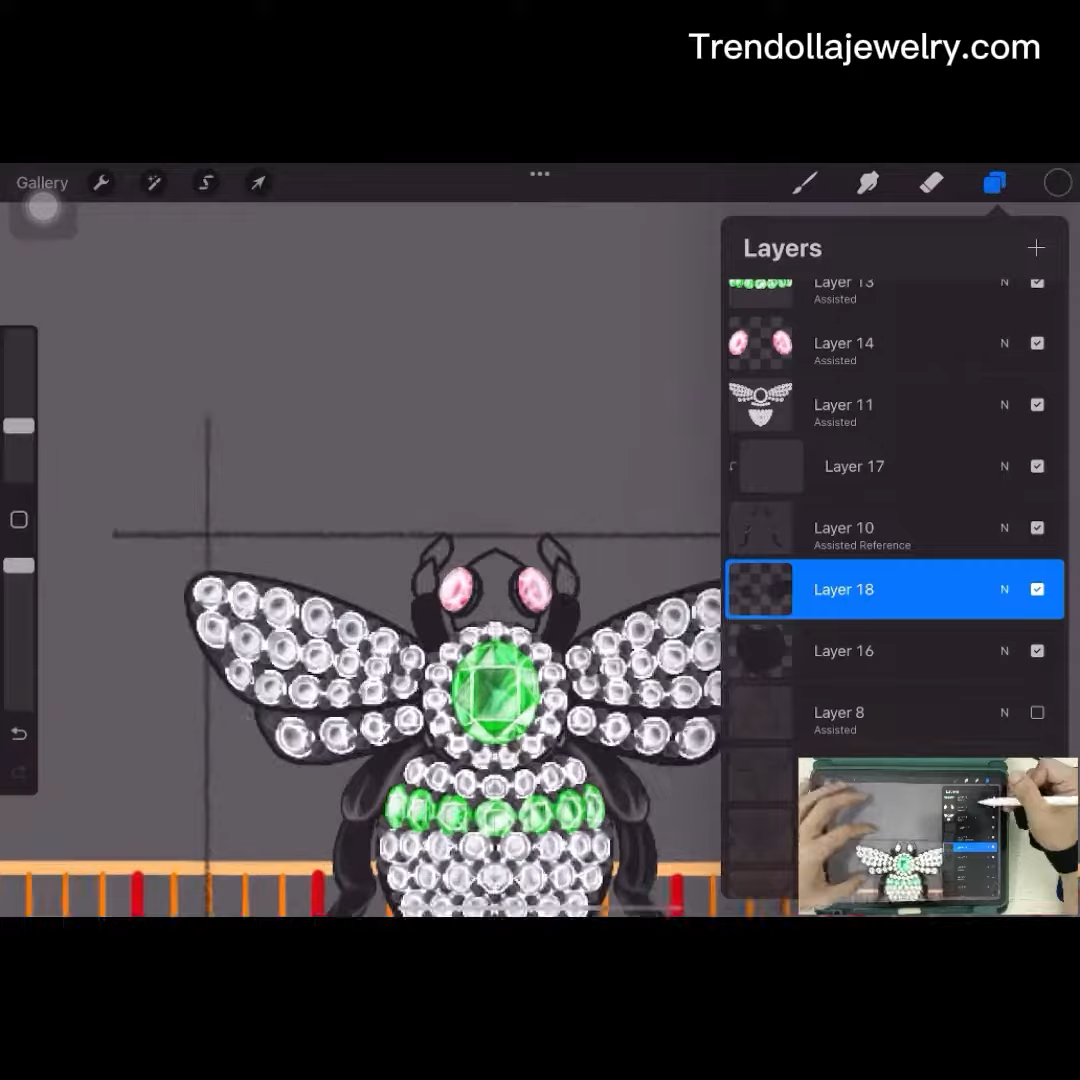 Trendollajewelry.com
Gallery
Layers
Layer 13
N
Assisted
Layer 14
N
Assisted
Layer 11
N
Assisted
Layer 17
N
Layer 10
N
Assisted Reference
Layer 18
N
Layer 16
N
Layer 8
N
Assisted